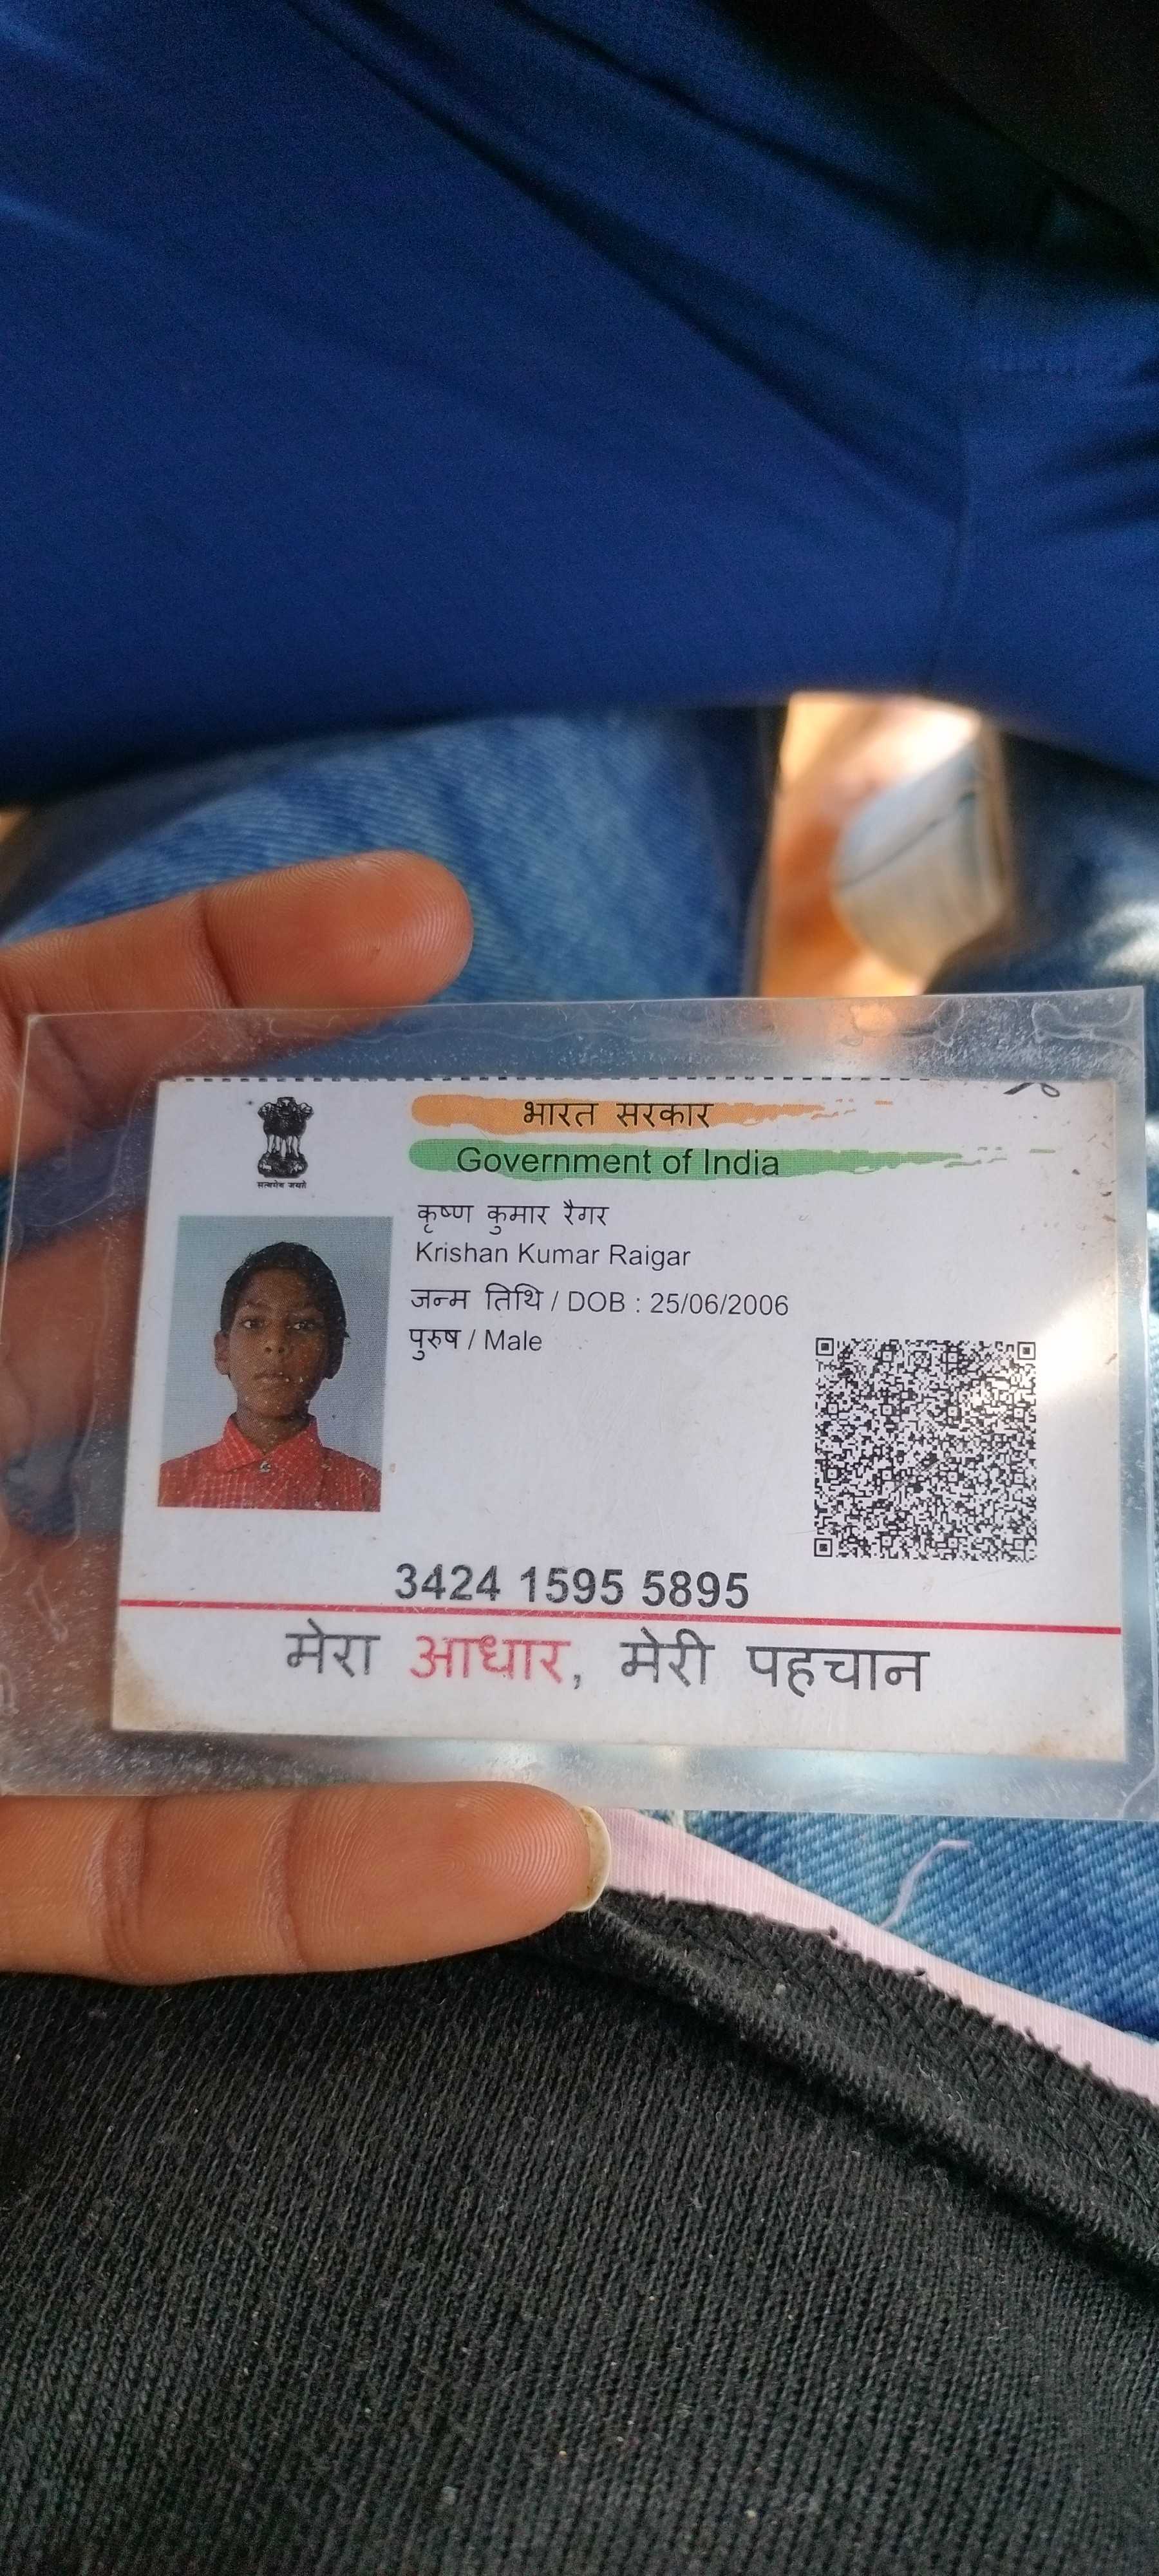 भारत सरकार
Government of India
सत्यमेव जयते
कृष्ण कुमार रैगर
Krishan Kumar Raigar
जन्म तिथि / DOB : 25/06/2006
पुरुष / Male
3424 1595 5895
मेरा आधार, मेरी पहचान